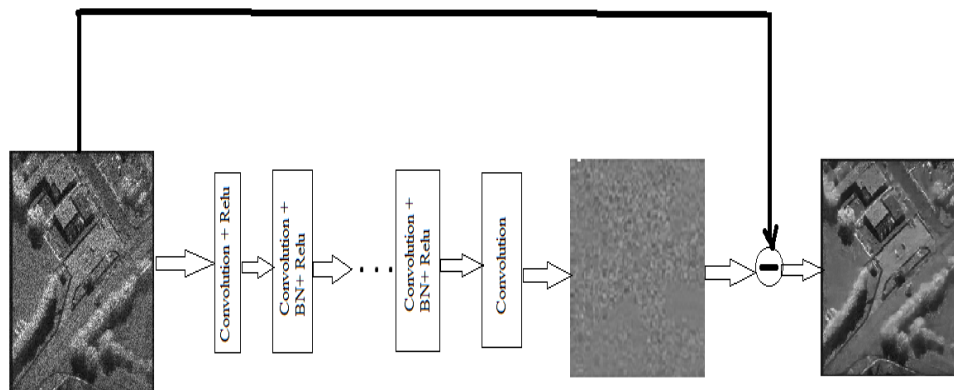 Convolution + Relu
Convolution +
BN+ Relu
. . .
Convolution +
BN+ Relu
Convolution